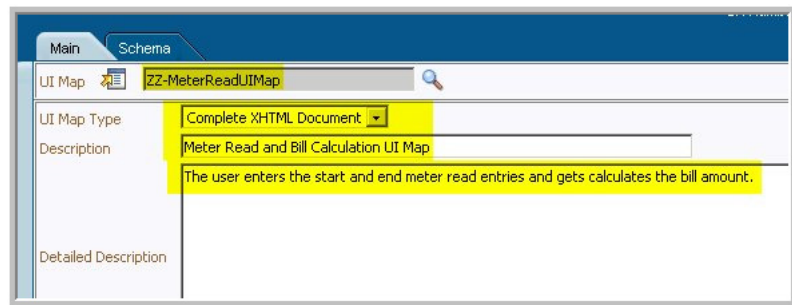 Main Schema
UI Map ZZ-MeterReadUIMap
UI Map Type Complete XHTML Document
Description Meter Read and Bill Calculation UI Map
The user enters the start and end meter read entries and gets calculates the bill amount.
Detailed Description